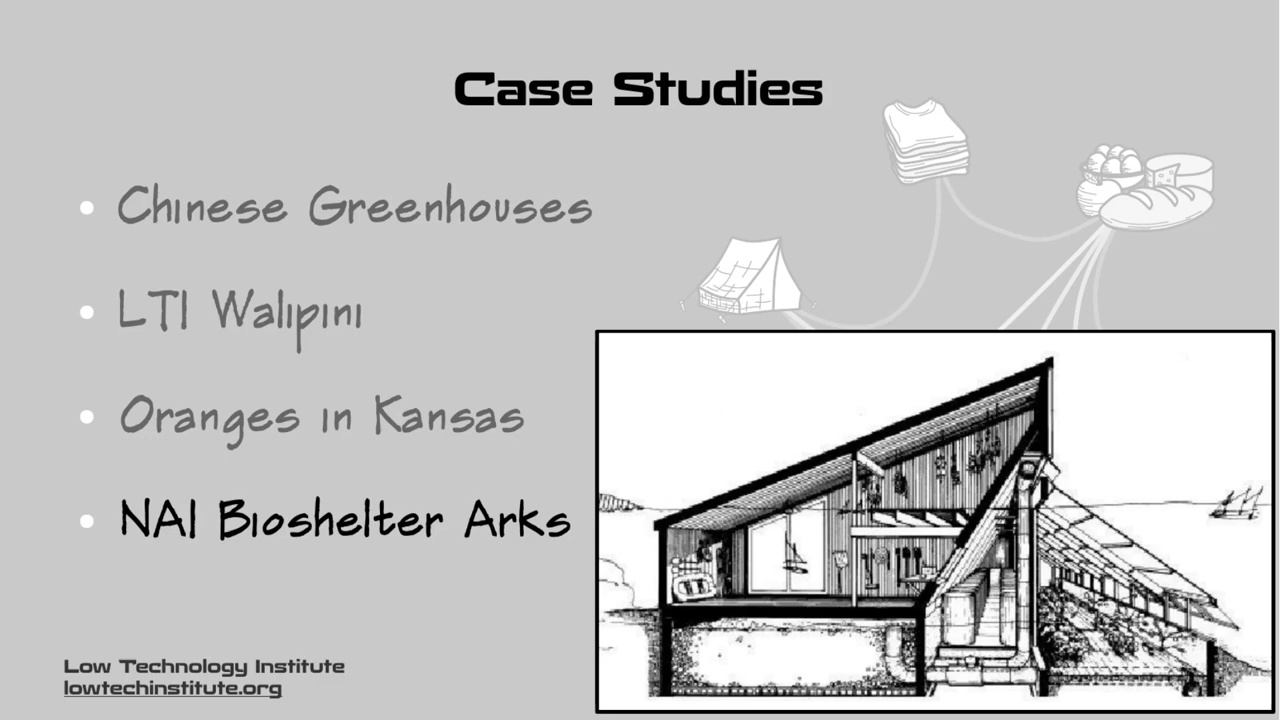 Case Studies
Chinese Greenhouses
LTI Walipini
Oranges in Kansas
NAI Bioshelter Arks
Low Technology Institute
lowtechinstitute.org